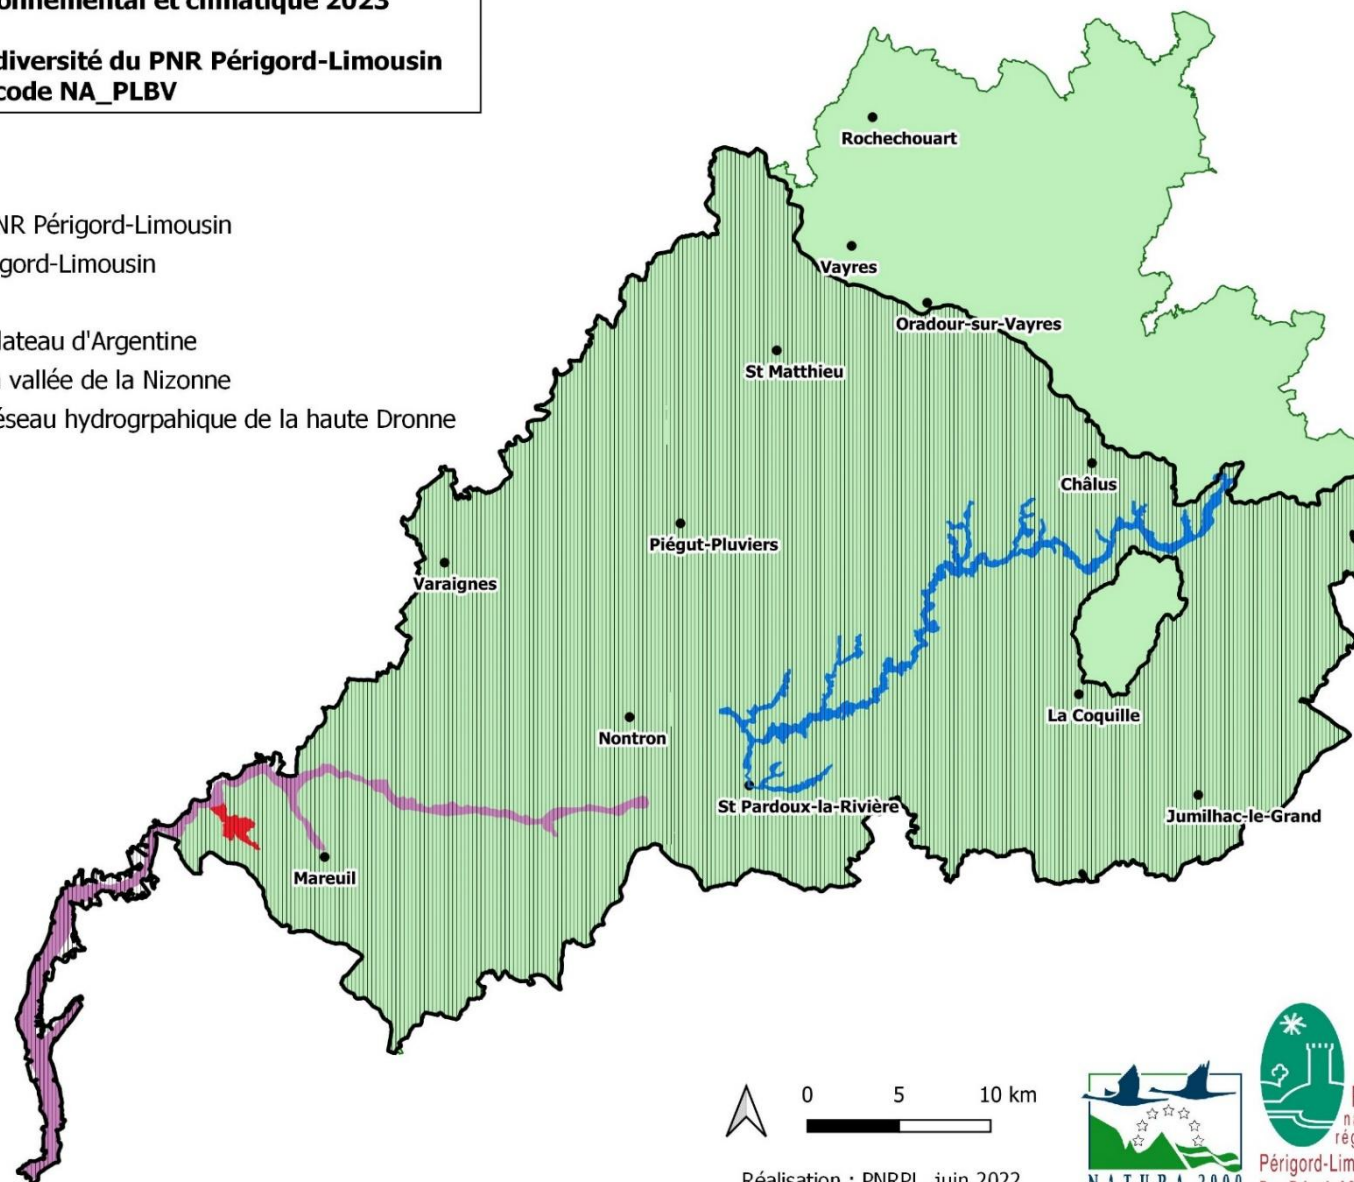 onnemental et climatique 2023
diversité du PNR Périgord-Limousin
code NA_PLBV
NR Périgord-Limousin
gord-Limousin
lateau d'Argentine
vallée de la Nizonne
éseau hydrogrpahique de la haute Dronne
Rochechouart
Vayres
Oradour-sur-Vayres
St Matthieu
Châlus
Piégut-Pluviers
Varaignes
La Coquille
Nontron
St Pardoux-la-Rivière
Jumilhac-le-Grand
Mareuil
0 5 10 km
Réalisation : PNRPL, juin 2022
NATURA 2000
Périgord-Lim